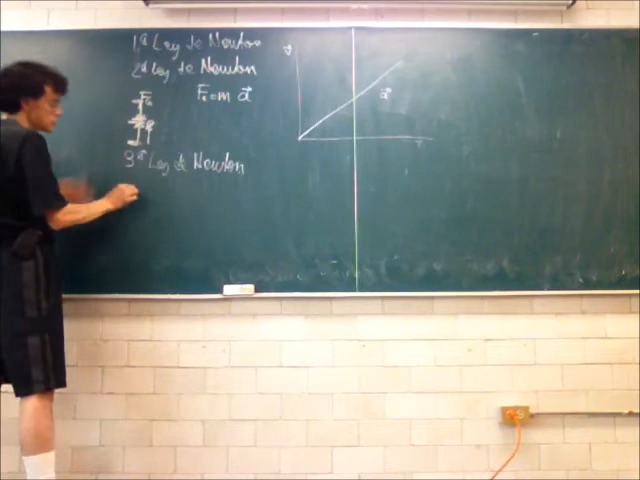 1ª Ley de Newton
2ª Ley de Newton
F = m a⃗
3ª Ley de Newton
v
a⃗